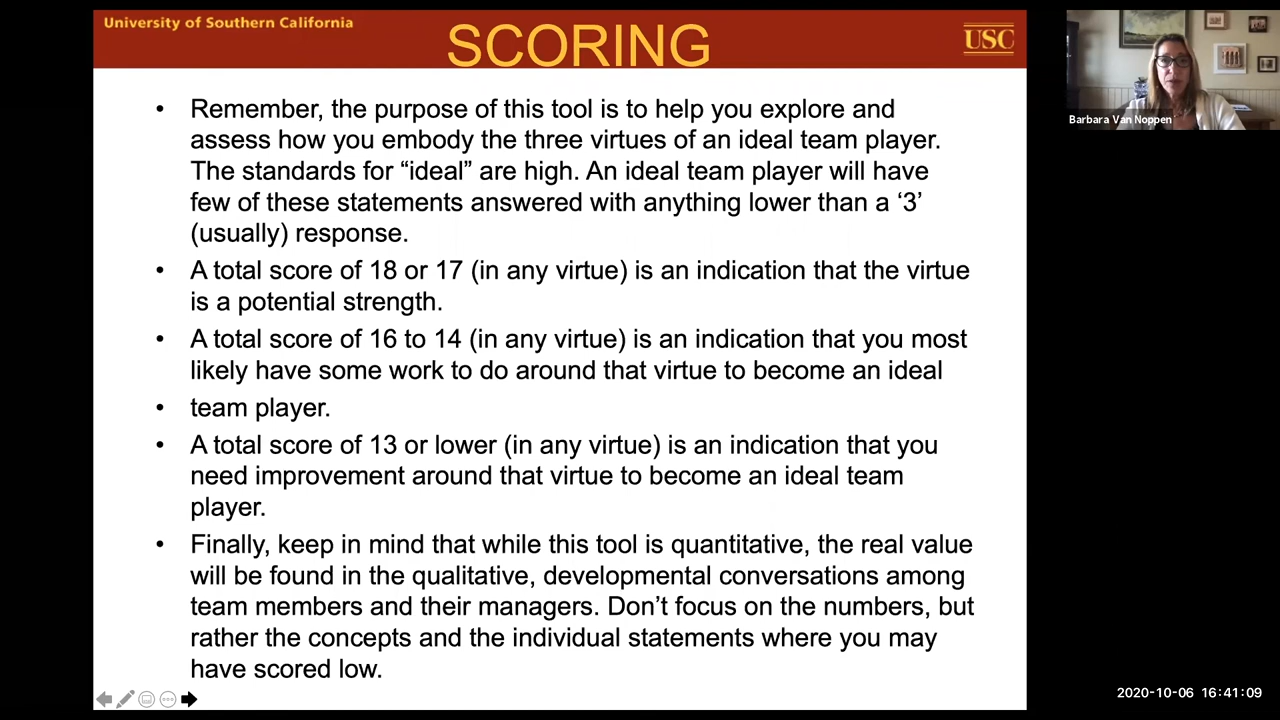 University of Southern California
SCORING
USC
• Remember, the purpose of this tool is to help you explore and
assess how you embody the three virtues of an ideal team player.
The standards for “ideal” are high. An ideal team player will have
few of these statements answered with anything lower than a ‘3’
(usually) response.
• A total score of 18 or 17 (in any virtue) is an indication that the virtue
is a potential strength.
• A total score of 16 to 14 (in any virtue) is an indication that you most
likely have some work to do around that virtue to become an ideal
• team player.
• A total score of 13 or lower (in any virtue) is an indication that you
need improvement around that virtue to become an ideal team
player.
• Finally, keep in mind that while this tool is quantitative, the real value
will be found in the qualitative, developmental conversations among
team members and their managers. Don’t focus on the numbers, but
rather the concepts and the individual statements where you may
have scored low.
Barbara Van Noppen
2020-10-06 16:41:09